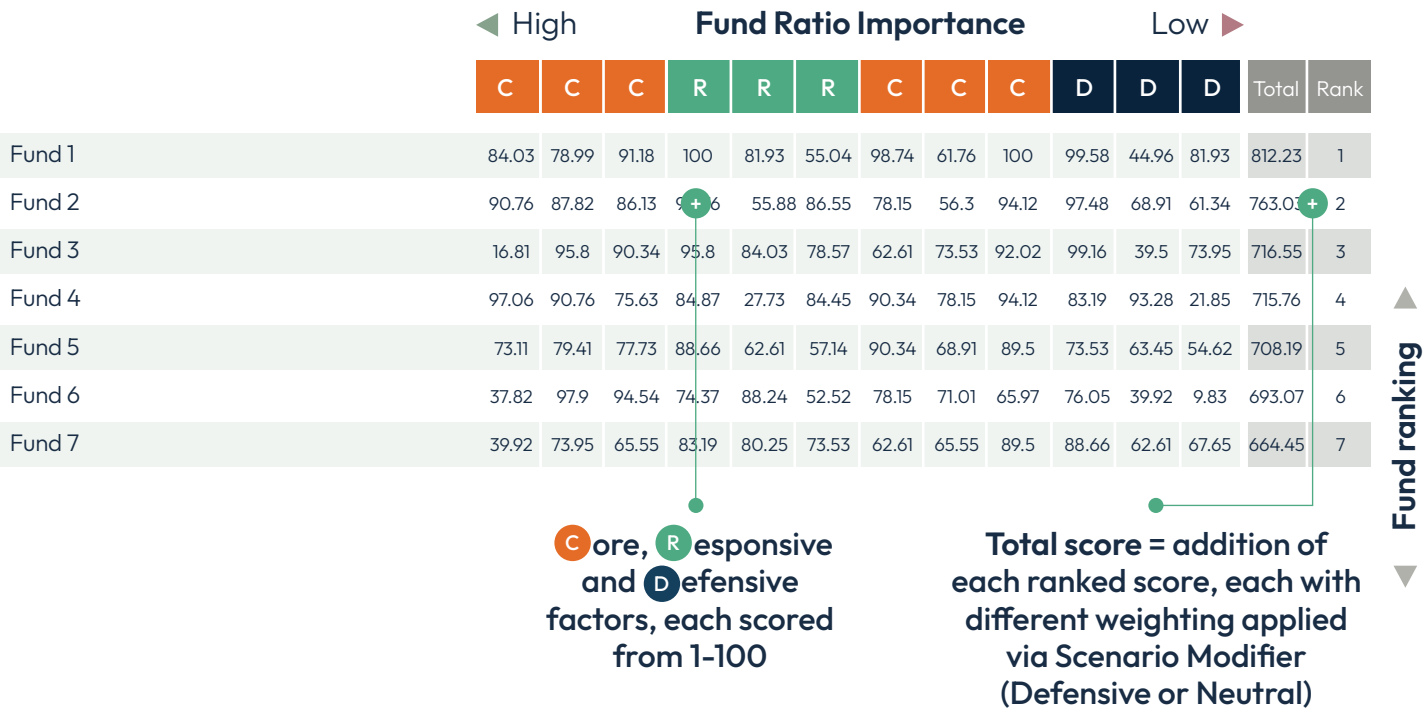 High Fund Ratio Importance Low
C C C R R R C C C D D D Total Rank
Fund 1 84.03 78.99 91.18 100 81.93 55.04 98.74 61.76 100 99.58 44.96 81.93 812.23 1
Fund 2 90.76 87.82 86.13 + 55.88 86.55 78.15 56.3 94.12 97.48 68.91 61.34 763.03 + 2
Fund 3 16.81 95.8 90.34 95.8 84.03 78.57 62.61 73.53 92.02 99.16 39.5 73.95 716.55 3
Fund 4 97.06 90.76 75.63 84.87 27.73 84.45 90.34 78.15 94.12 83.19 93.28 21.85 715.76 4
Fund 5 73.11 79.41 77.73 88.66 62.61 57.14 90.34 68.91 89.5 73.53 63.45 54.62 708.19 5
Fund 6 37.82 97.9 94.54 74.37 88.24 52.52 78.15 71.01 65.97 76.05 39.92 9.83 693.07 6
Fund 7 39.92 73.95 65.55 83.19 80.25 73.53 62.61 65.55 89.5 88.66 62.61 67.65 664.45 7
Fund ranking
Core, Responsive
and Defensive
factors, each scored
from 1-100
Total score = addition of
each ranked score, each with
different weighting applied
via Scenario Modifier
(Defensive or Neutral)